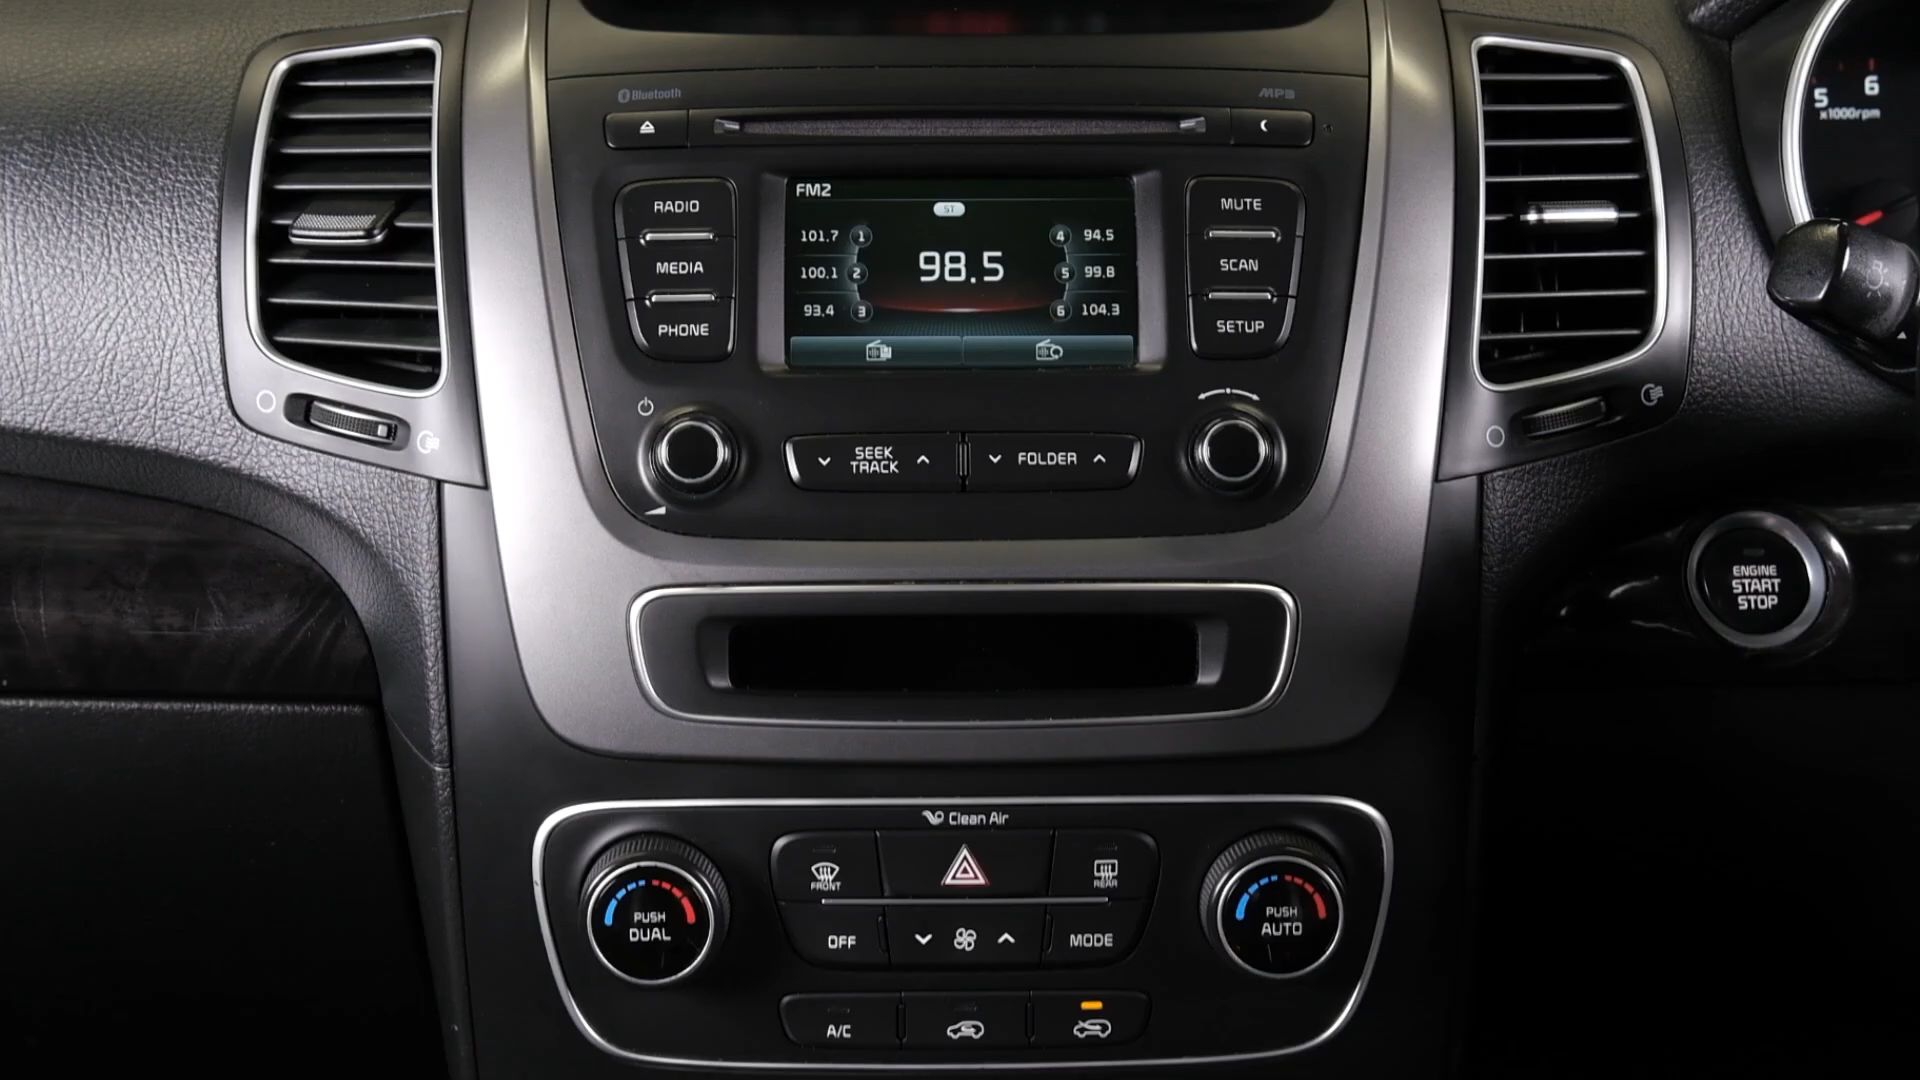 Bluetooth
MP3
5 6
x1000rpm
RADIO
MEDIA
PHONE
FM2
ST
101.7 1
100.1 2
93.4 3
98.5
4 94.5
5 99.8
6 104.3
MUTE
SCAN
SETUP
SEEK
TRACK
FOLDER
ENGINE
START
STOP
Clean Air
FRONT
REAR
PUSH
DUAL
OFF
MODE
PUSH
AUTO
A/C